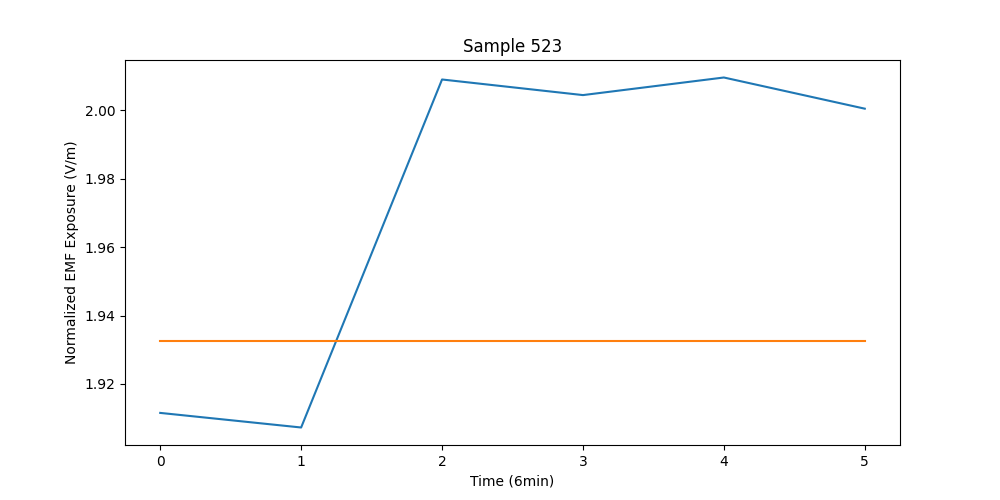 Sample 523
Normalized EMF Exposure (V/m)
2.00
1.98
1.96
1.94
1.92
0 1 2 3 4 5
Time (6min)